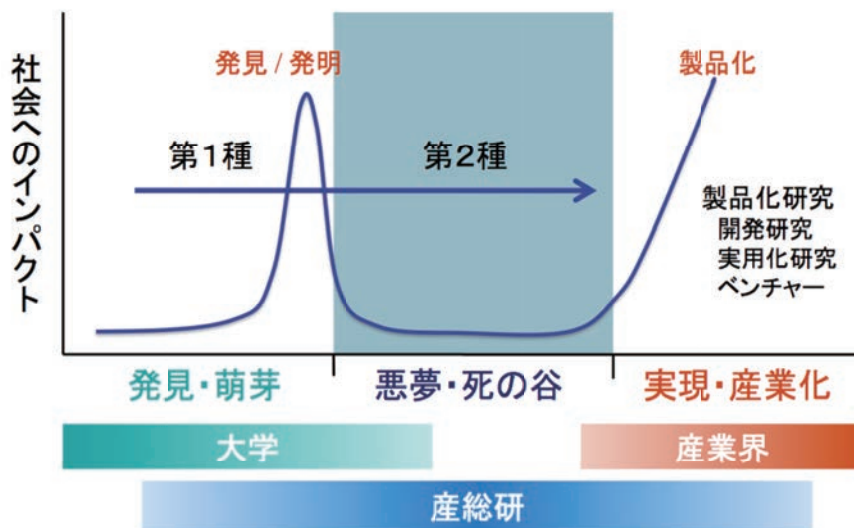 社会へのインパクト
発見 / 発明
製品化
第1種
第2種
製品化研究
開発研究
実用化研究
ベンチャー
発見・萌芽
悪夢・死の谷
実現・産業化
大学
産業界
産総研